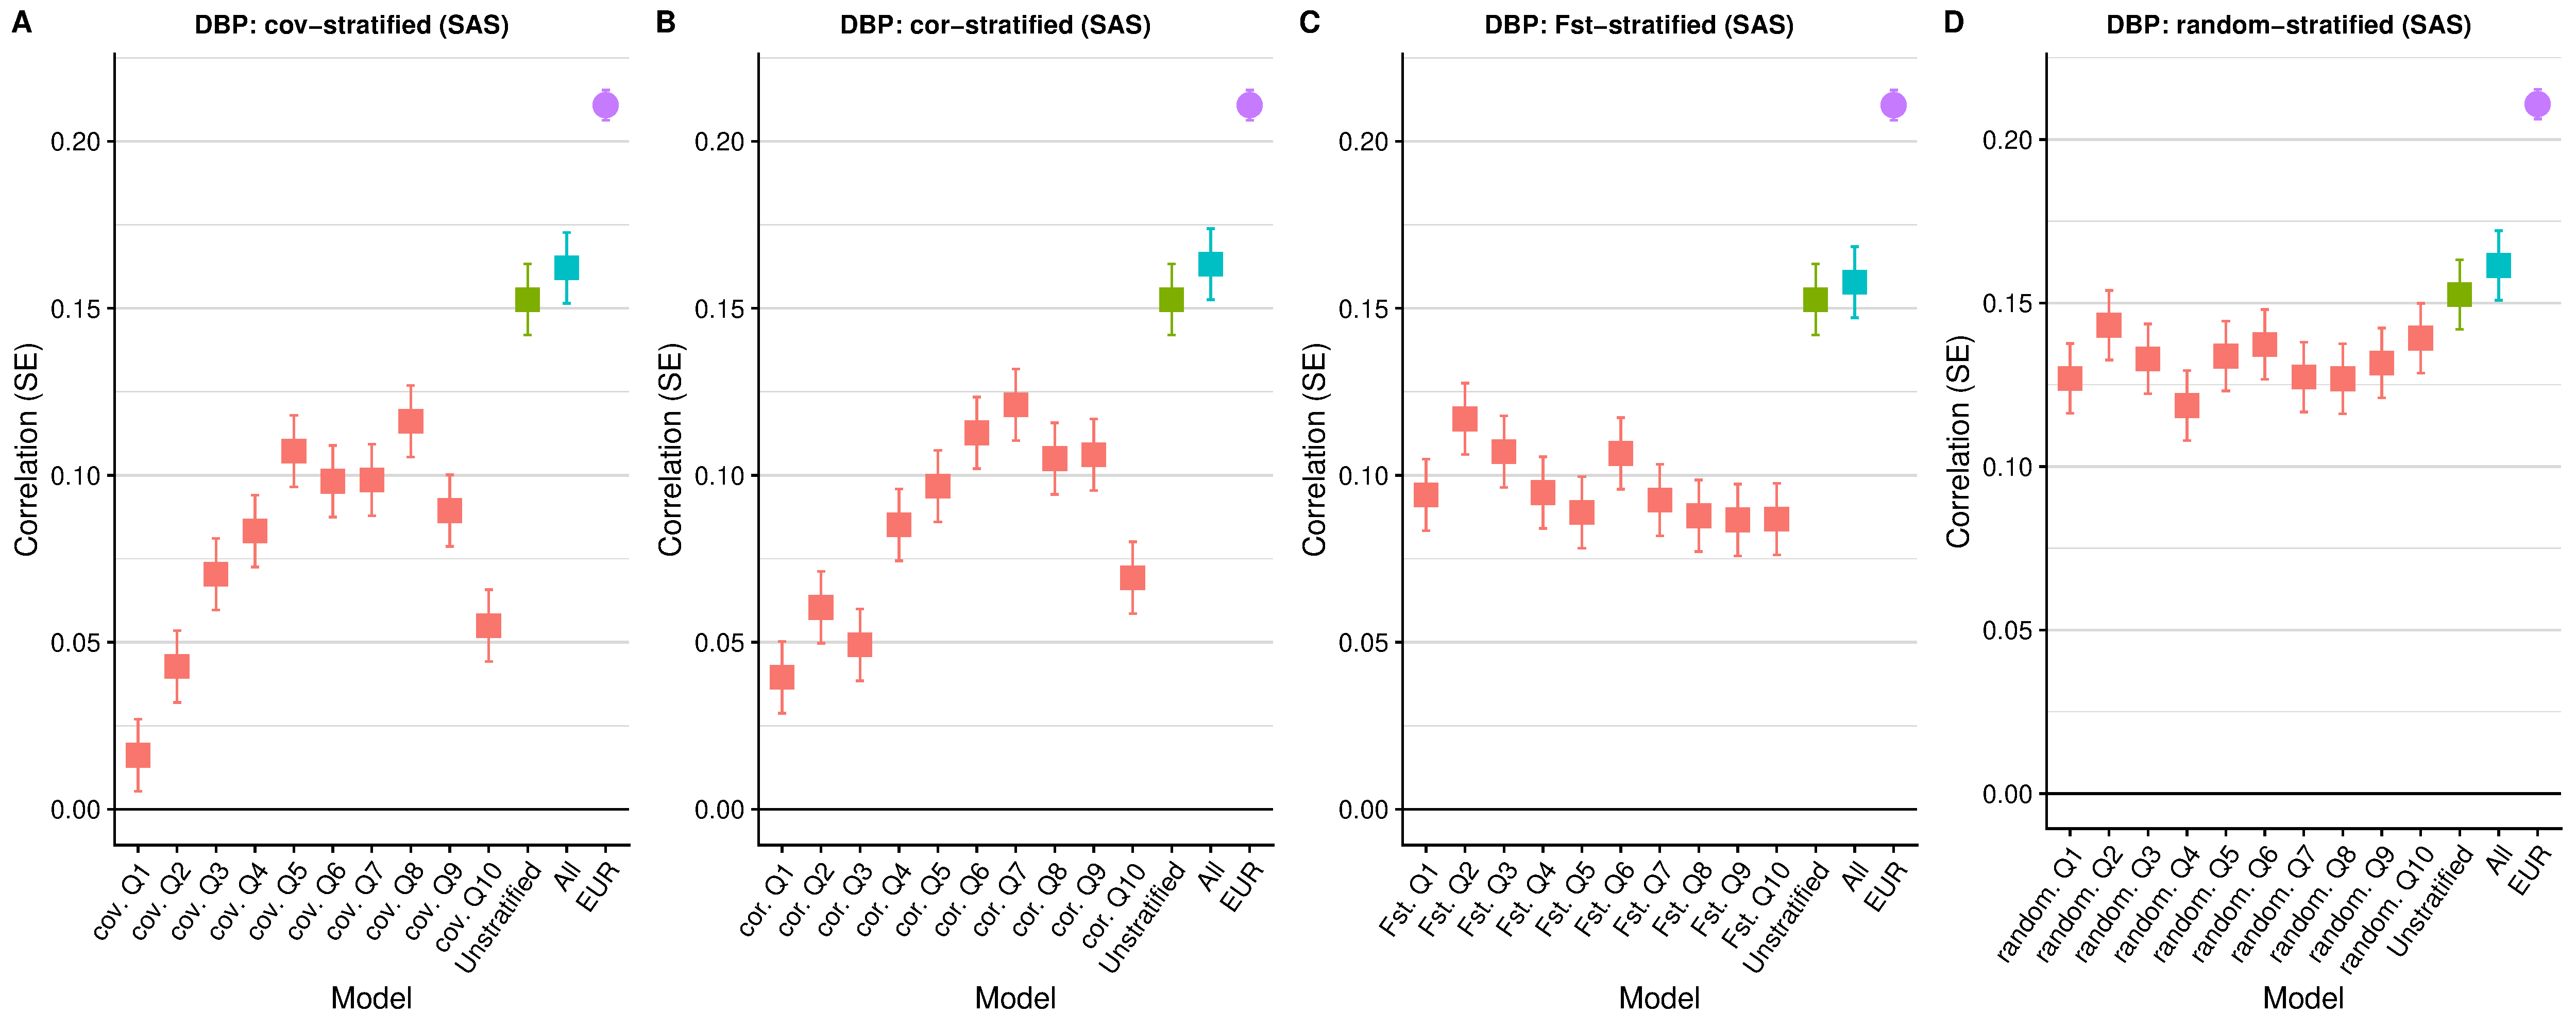 A
DBP: cov−stratified (SAS)
Correlation (SE)
0.20
0.15
0.10
0.05
0.00
cov. Q1
cov. Q2
cov. Q3
cov. Q4
cov. Q5
cov. Q6
cov. Q7
cov. Q8
cov. Q9
cov. Q10
Unstratified
All
EUR
Model
B
DBP: cor−stratified (SAS)
Correlation (SE)
0.20
0.15
0.10
0.05
0.00
cor. Q1
cor. Q2
cor. Q3
cor. Q4
cor. Q5
cor. Q6
cor. Q7
cor. Q8
cor. Q9
cor. Q10
Unstratified
All
EUR
Model
C
DBP: Fst−stratified (SAS)
Correlation (SE)
0.20
0.15
0.10
0.05
0.00
Fst. Q1
Fst. Q2
Fst. Q3
Fst. Q4
Fst. Q5
Fst. Q6
Fst. Q7
Fst. Q8
Fst. Q9
Fst. Q10
Unstratified
All
EUR
Model
D
DBP: random−stratified (SAS)
Correlation (SE)
0.20
0.15
0.10
0.05
0.00
random. Q1
random. Q2
random. Q3
random. Q4
random. Q5
random. Q6
random. Q7
random. Q8
random. Q9
random. Q10
Unstratified
All
EUR
Model